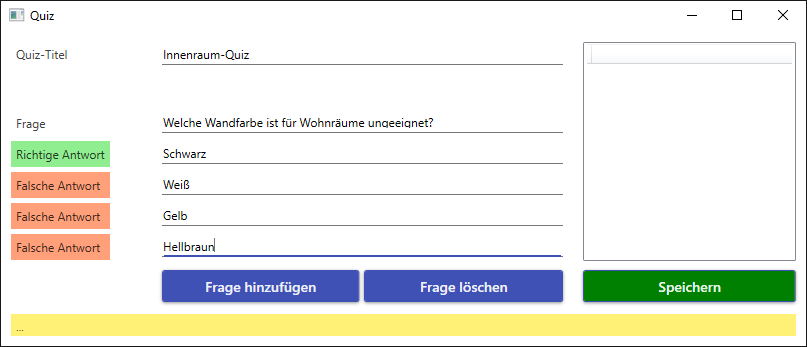 Quiz
Quiz-Titel
Innenraum-Quiz
Frage
Welche Wandfarbe ist für Wohnräume ungeeignet?
Richtige Antwort
Schwarz
Falsche Antwort
Weiß
Falsche Antwort
Gelb
Falsche Antwort
Hellbraun
Frage hinzufügen
Frage löschen
Speichern
...